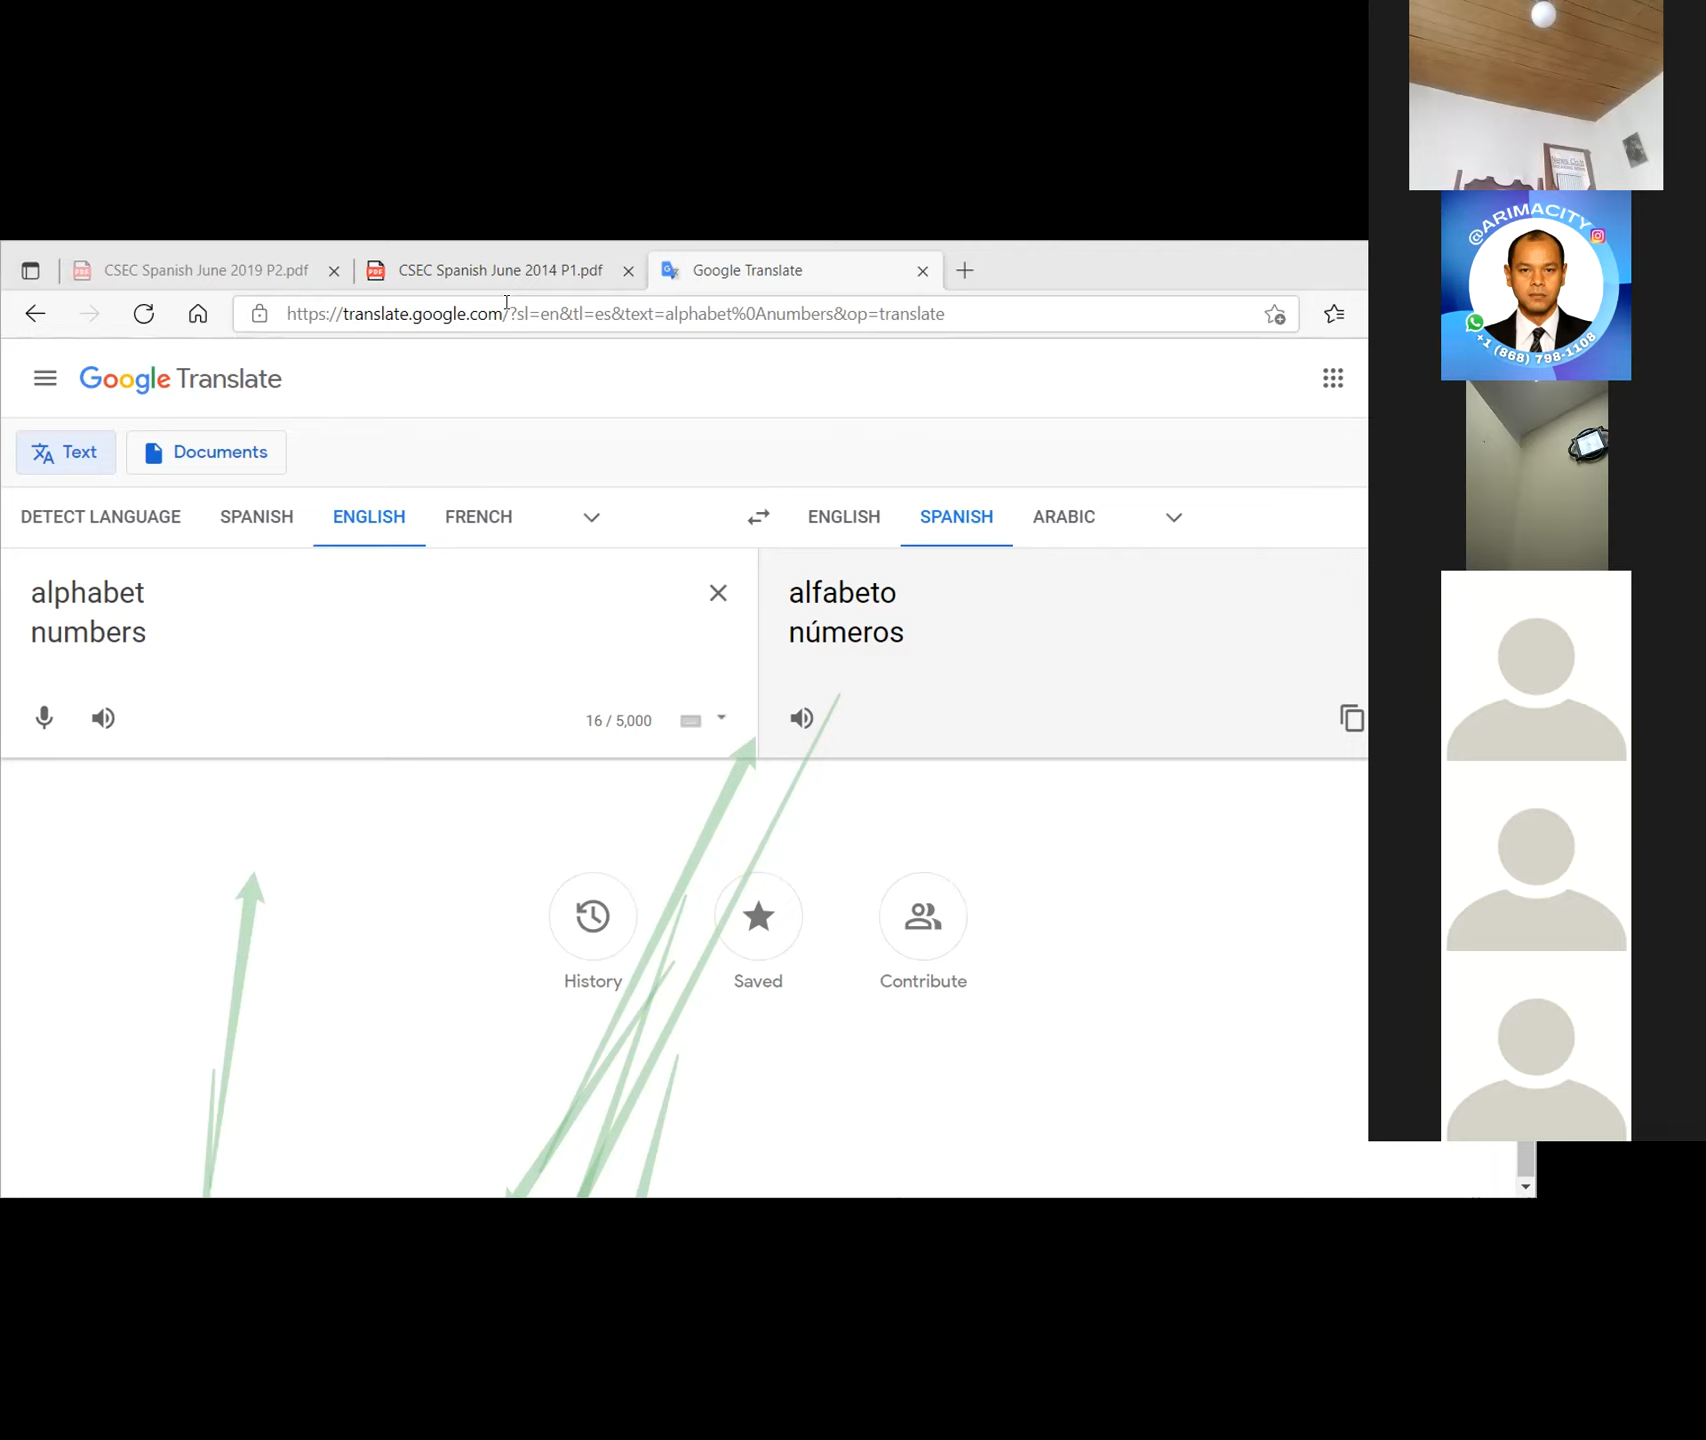 CSEC Spanish June 2019 P2.pdf
CSEC Spanish June 2014 P1.pdf
Google Translate
https://translate.google.com/?sl=en&tl=es&text=alphabet%0Anumbers&op=translate
Google Translate
Text
Documents
DETECT LANGUAGE
SPANISH
ENGLISH
FRENCH
ENGLISH
SPANISH
ARABIC
alphabet
numbers
alfabeto
números
16 / 5,000
History
Saved
Contribute
@ARIMACITY
+1 (868) 798-1108